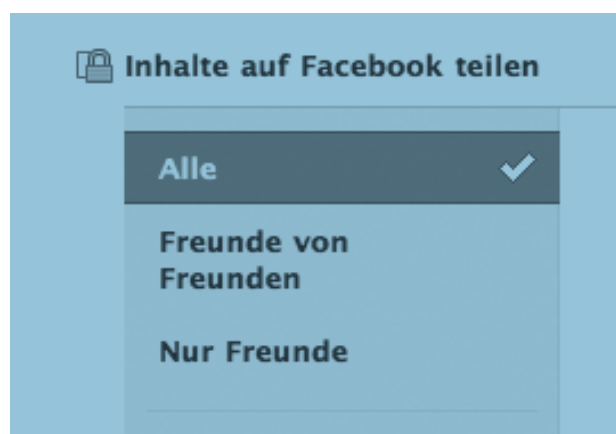 Inhalte auf Facebook teilen
Alle
Freunde von
Freunden
Nur Freunde